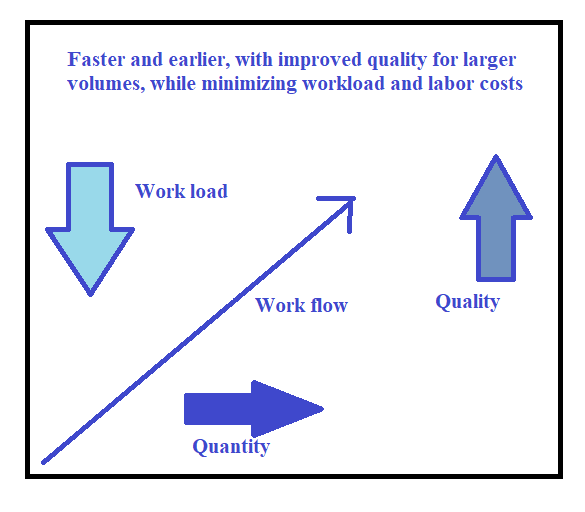 Faster and earlier, with improved quality for larger
volumes, while minimizing workload and labor costs
Work load
Work flow
Quality
Quantity